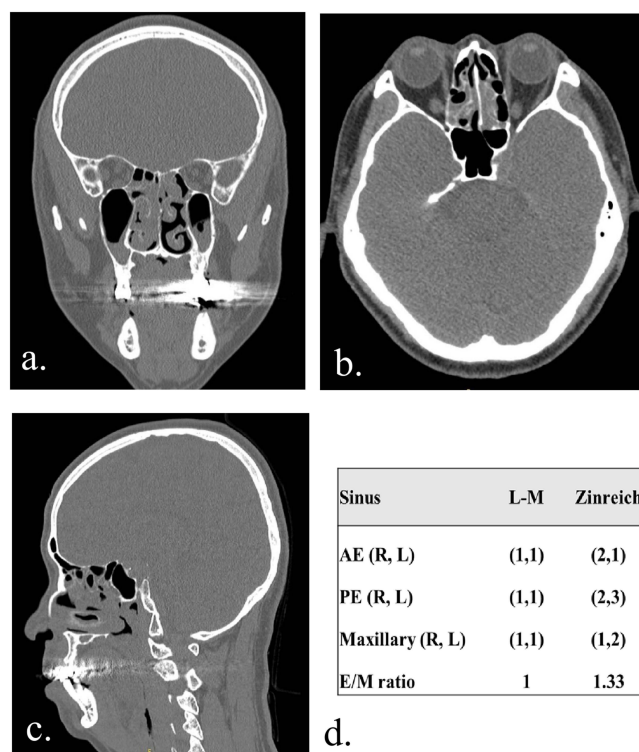 a.
b.
c.
Sinus L-M Zinreich
AE (R, L) (1,1) (2,1)
PE (R, L) (1,1) (2,3)
Maxillary (R, L) (1,1) (1,2)
E/M ratio 1 1.33
d.